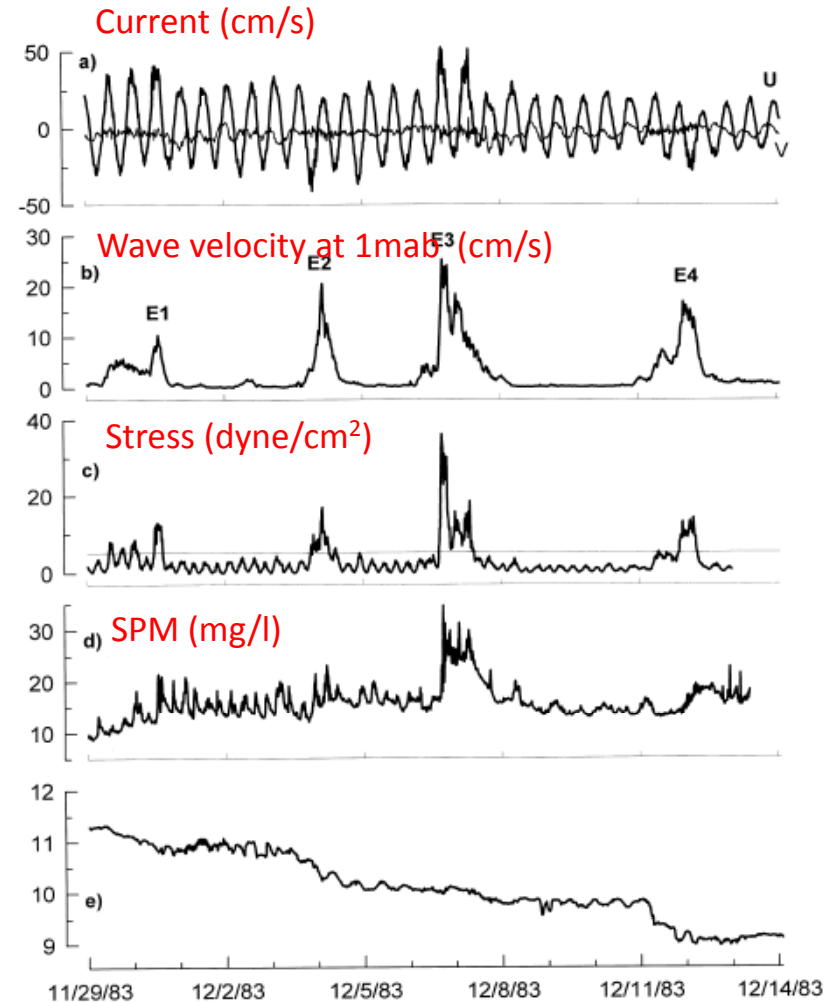 Current (cm/s)
50
a)
U
0
V
-50
30
Wave velocity at 1mab (cm/s)
E3
E2
b)
E4
20
E1
10
0
40
Stress (dyne/cm²)
c)
20
0
30
d) SPM (mg/l)
20
10
12
11
10
e)
9
11/29/83 12/2/83 12/5/83 12/8/83 12/11/83 12/14/83